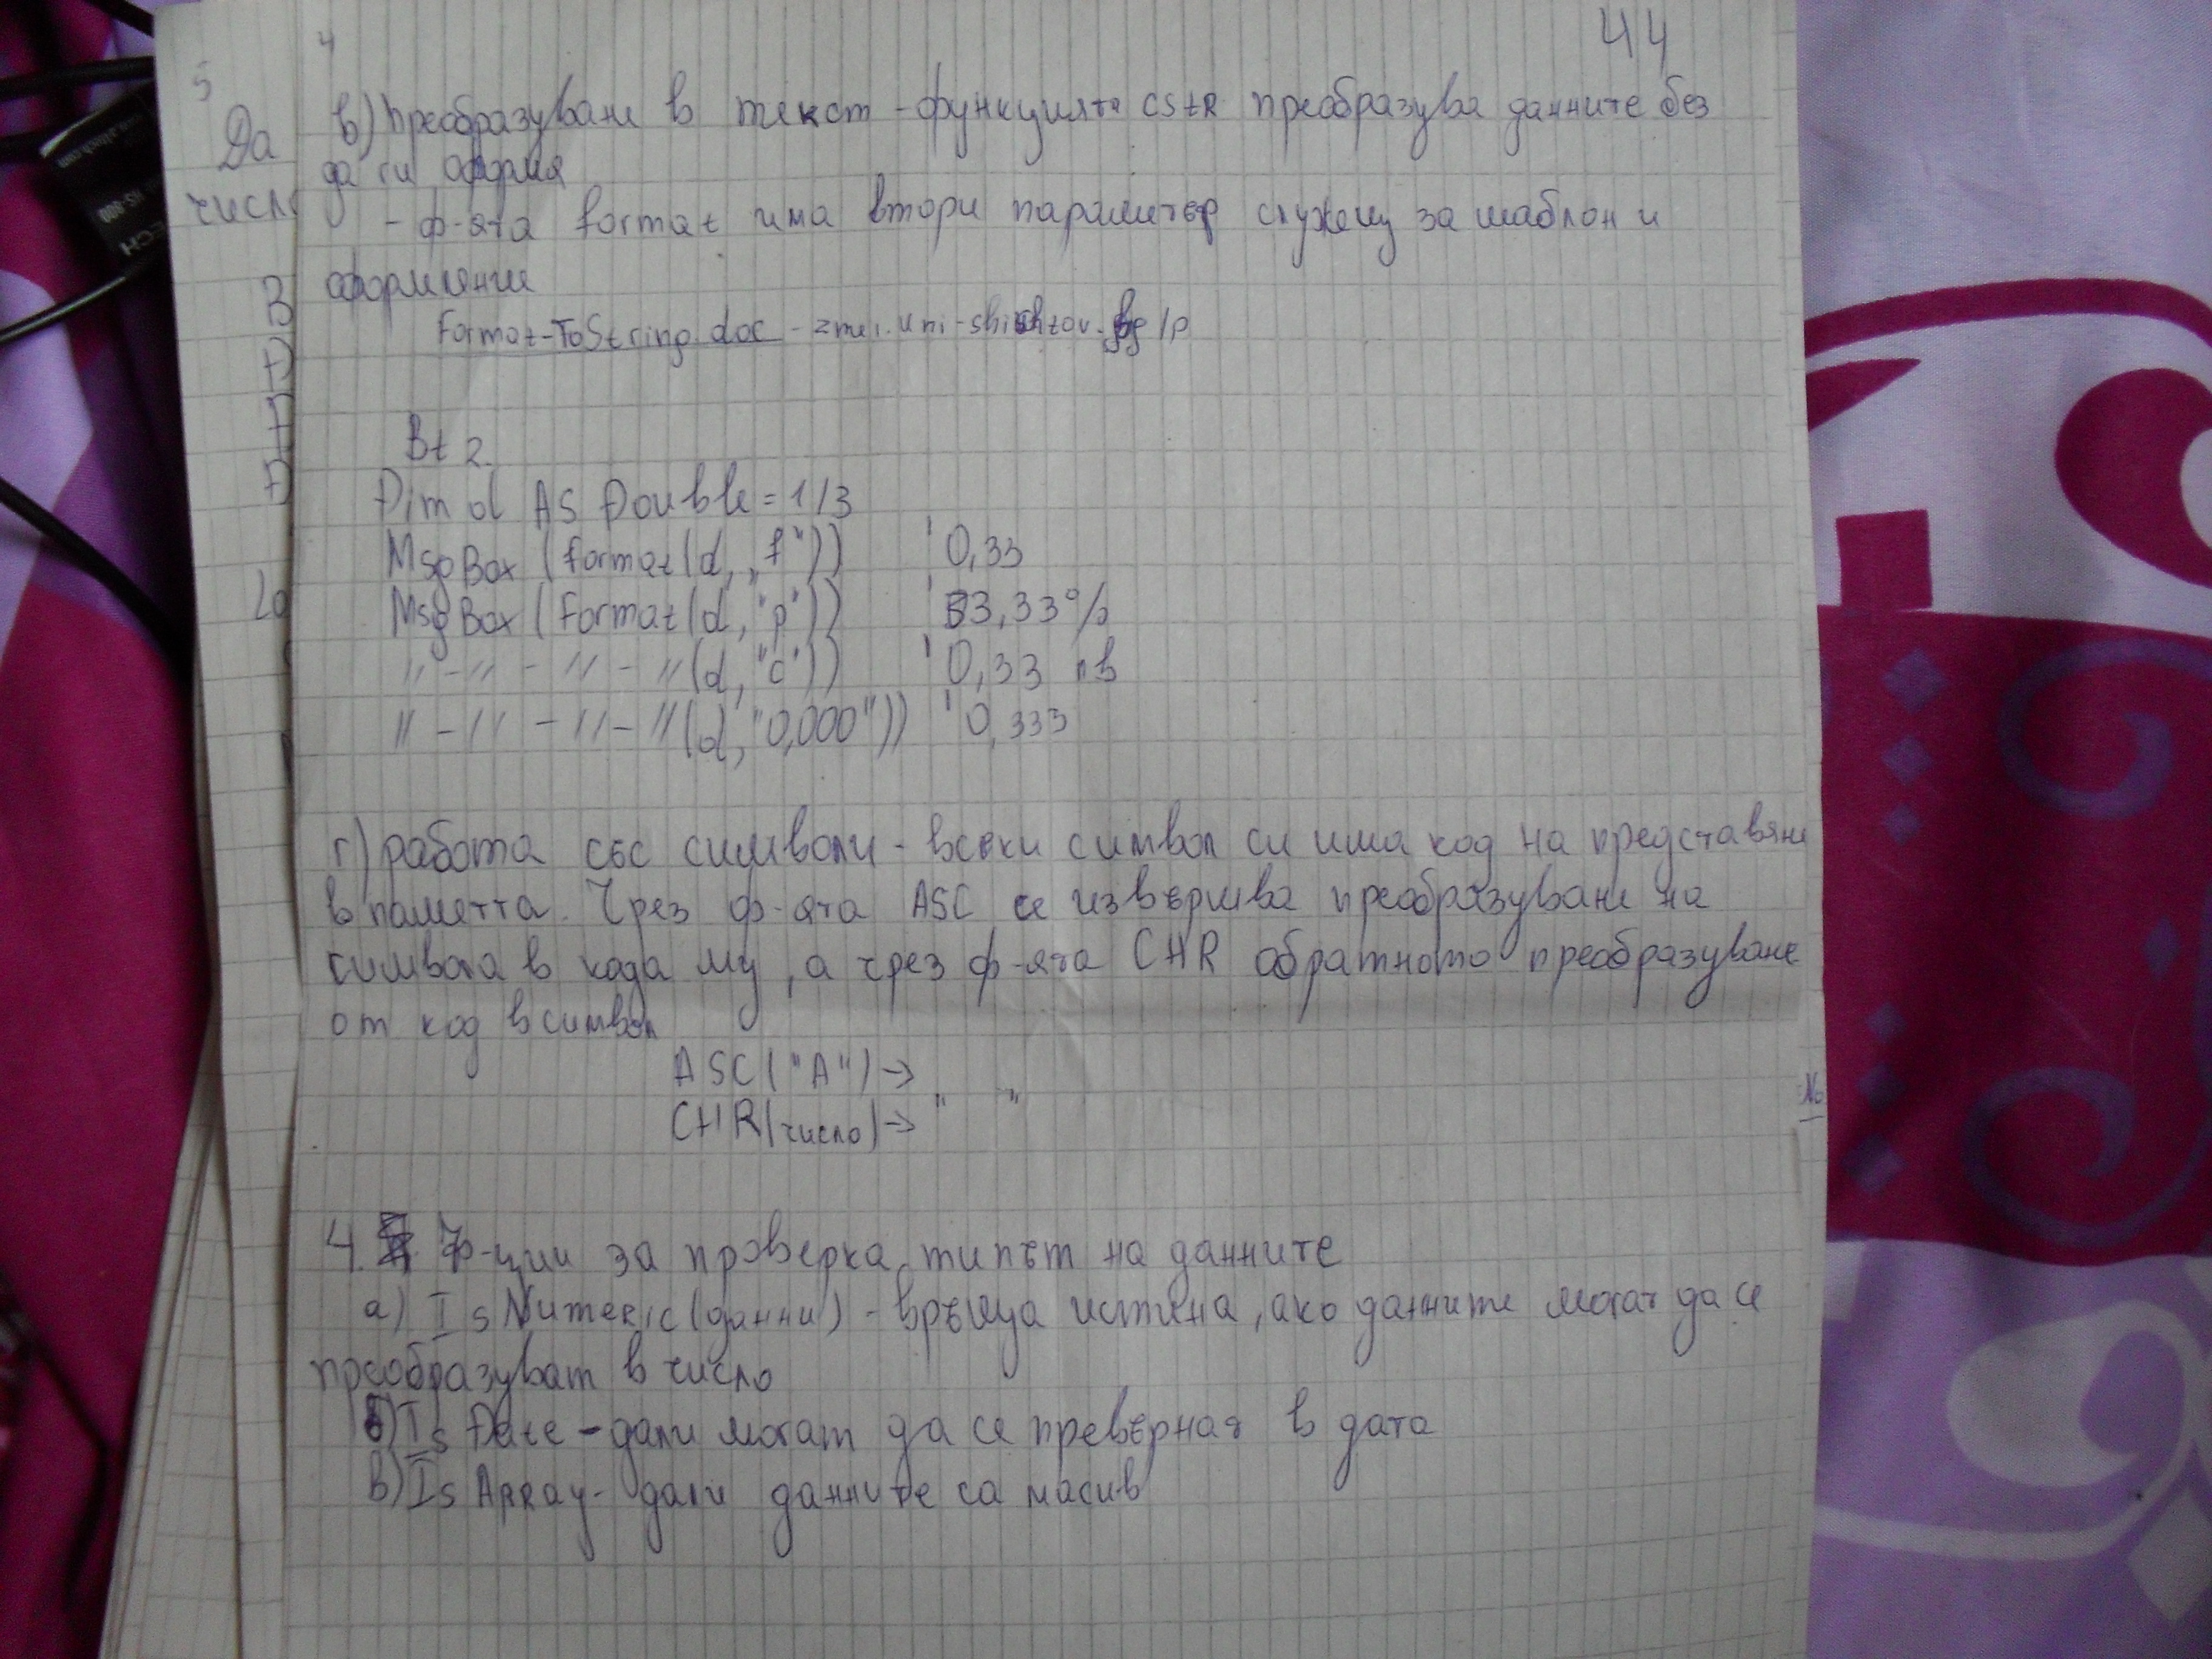 44
4
5
в) преобразуване в текст - функцията CStR преобразува данните без
да ги оформя
- ф-ята format има втори параметър служещ за шаблон и
оформление
Format-ToString.doc - zmei.uni-svishtov.bg /p
Bt 2.
Dim d AS Double = 1/3
MsgBox (format(d, „f")) ' 0,33
MsgBox (Format(d, "p")) ' 33,33%
" - " - " - " (d, "c")) ' 0,33 лв
" - " - " - " (d, "0,000")) ' 0,333
г) работа със символи - всеки символ си има код на представяне
в паметта. Чрез ф-ята ASC се извършва преобразуване на
символа в кода му, а чрез ф-ята CHR обратното преобразуване
от код в символ
ASC("A") →
CHR(число) → " "
4. Ф-ции за проверка типът на данните
а) IsNumeric(данни) - връща истина, ако данните могат да се
преобразуват в число
б) IsDate - дали могат да се превърнат в дата
в) IsArray - дали данните са масив
Да
число
No